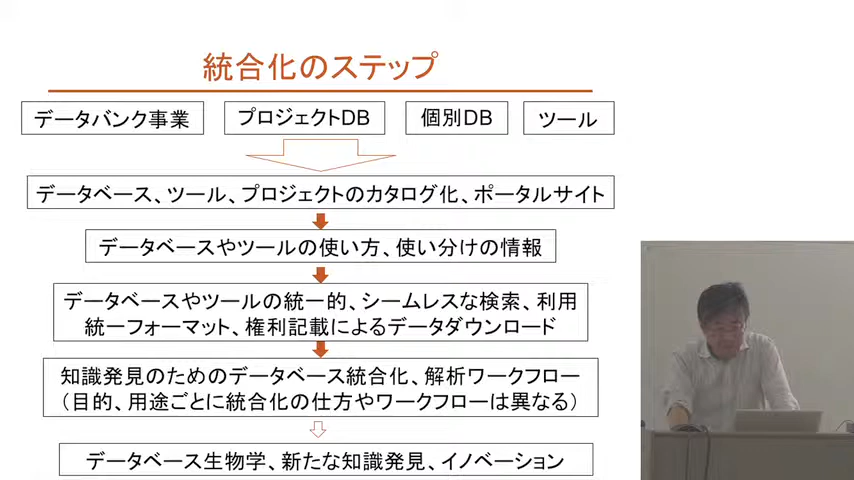 統合化のステップ
データバンク事業
プロジェクトDB
個別DB
ツール
データベース、ツール、プロジェクトのカタログ化、ポータルサイト
データベースやツールの使い方、使い分けの情報
データベースやツールの統一的、シームレスな検索、利用
統一フォーマット、権利記載によるデータダウンロード
知識発見のためのデータベース統合化、解析ワークフロー
（目的、用途ごとに統合化の仕方やワークフローは異なる）
データベース生物学、新たな知識発見、イノベーション